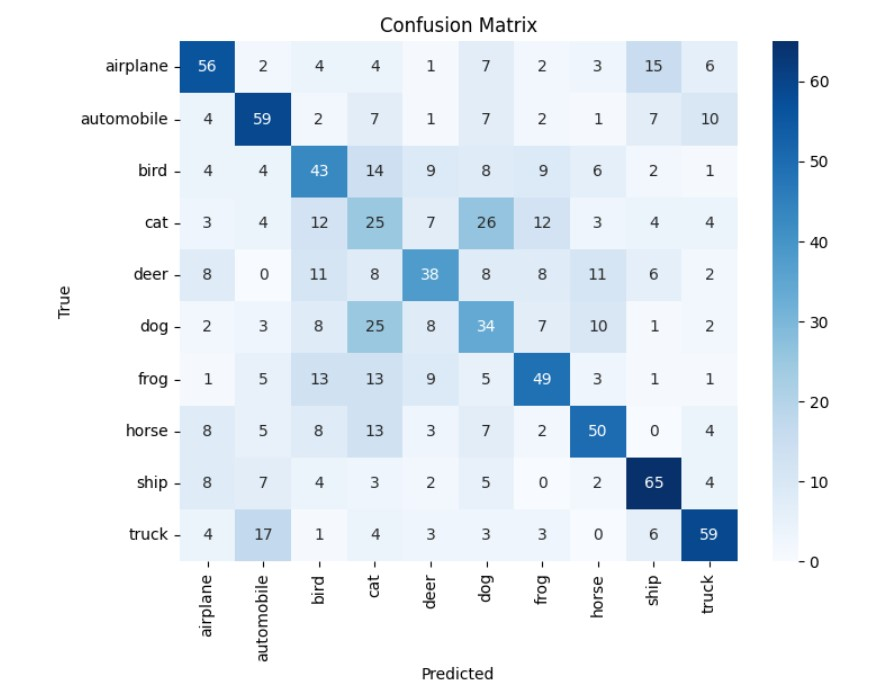 Confusion Matrix
airplane 56 2 4 4 1 7 2 3 15 6
automobile 4 59 2 7 1 7 2 1 7 10
bird 4 4 43 14 9 8 9 6 2 1
cat 3 4 12 25 7 26 12 3 4 4
deer 8 0 11 8 38 8 8 11 6 2
dog 2 3 8 25 8 34 7 10 1 2
frog 1 5 13 13 9 5 49 3 1 1
horse 8 5 8 13 3 7 2 50 0 4
ship 8 7 4 3 2 5 0 2 65 4
truck 4 17 1 4 3 3 3 0 6 59
True
airplane automobile bird cat deer dog frog horse ship truck
Predicted
60
50
40
30
20
10
0